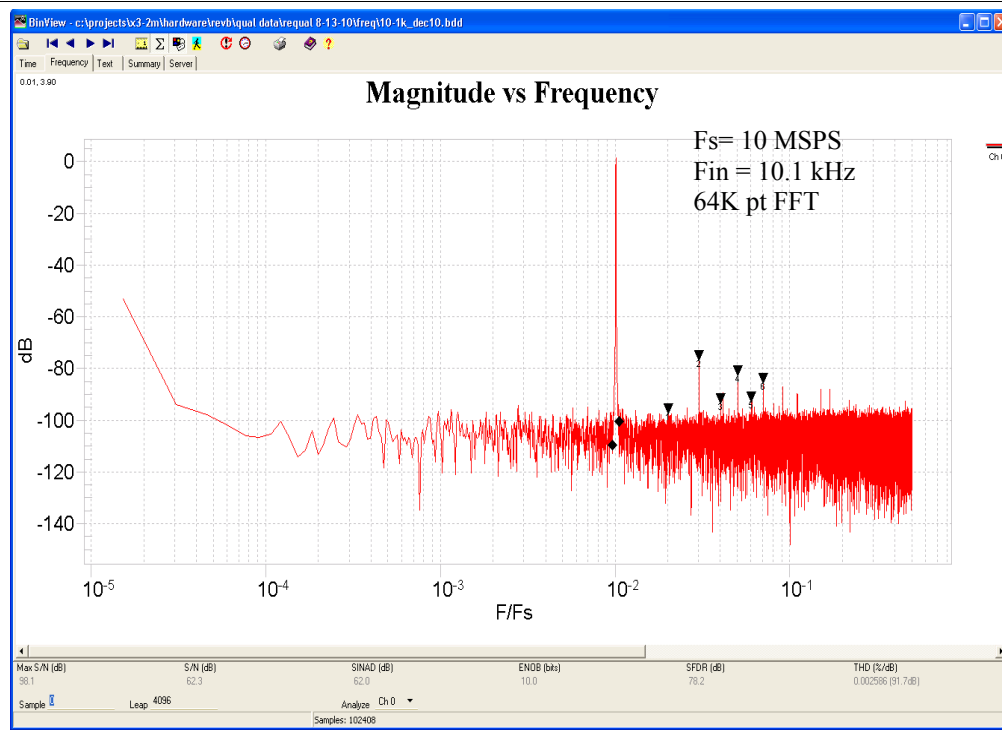 BinView - c:\projects\x3-2m\hardware\revb\qual data\requal 8-13-10\freq\10-1k_dec10.bdd
Time Frequency Text Summary Server
0.01, 3.90
Magnitude vs Frequency
Fs= 10 MSPS
Fin = 10.1 kHz
64K pt FFT
Ch 0
0
-20
-40
-60
-80
-100
-120
-140
dB
2
4
6
3
5
10-5 10-4 10-3 10-2 10-1
F/Fs
Max S/N (dB) S/N (dB) SINAD (dB) ENOB (bits) SFDR (dB) THD (%/dB)
98.1 62.3 62.0 10.0 78.2 0.002586 (91.7dB)
Sample 0 Leap 4096 Analyze Ch 0
Samples: 102408